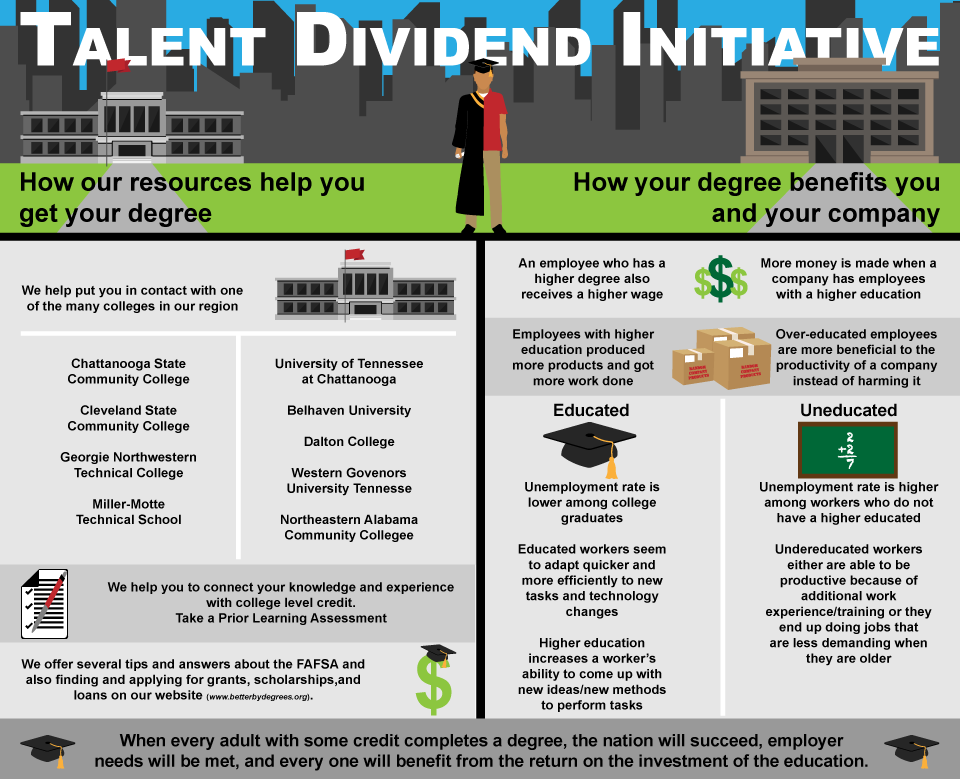 TALENT DIVIDEND INITIATIVE
How our resources help you
get your degree
How your degree benefits you
and your company
We help put you in contact with one
of the many colleges in our region
Chattanooga State
Community College
Cleveland State
Community College
Georgie Northwestern
Technical College
Miller-Motte
Technical School
University of Tennessee
at Chattanooga
Belhaven University
Dalton College
Western Govenors
University Tennesse
Northeastern Alabama
Community Collegee
We help you to connect your knowledge and experience
with college level credit.
Take a Prior Learning Assessment
We offer several tips and answers about the FAFSA and
also finding and applying for grants, scholarships,and
loans on our website (www.betterbydegrees.org).
An employee who has a
higher degree also
receives a higher wage
$$$
More money is made when a
company has employees
with a higher education
Employees with higher
education produced
more products and got
more work done
Over-educated employees
are more beneficial to the
productivity of a company
instead of harming it
Educated
Unemployment rate is
lower among college
graduates
Educated workers seem
to adapt quicker and
more efficiently to new
tasks and technology
changes
Higher education
increases a worker's
ability to come up with
new ideas/new methods
to perform tasks
Uneducated
2
+2
7
Unemployment rate is higher
among workers who do not
have a higher educated
Undereducated workers
either are able to be
productive because of
additional work
experience/training or they
end up doing jobs that
are less demanding when
they are older
When every adult with some credit completes a degree, the nation will succeed, employer
needs will be met, and every one will benefit from the return on the investment of the education.